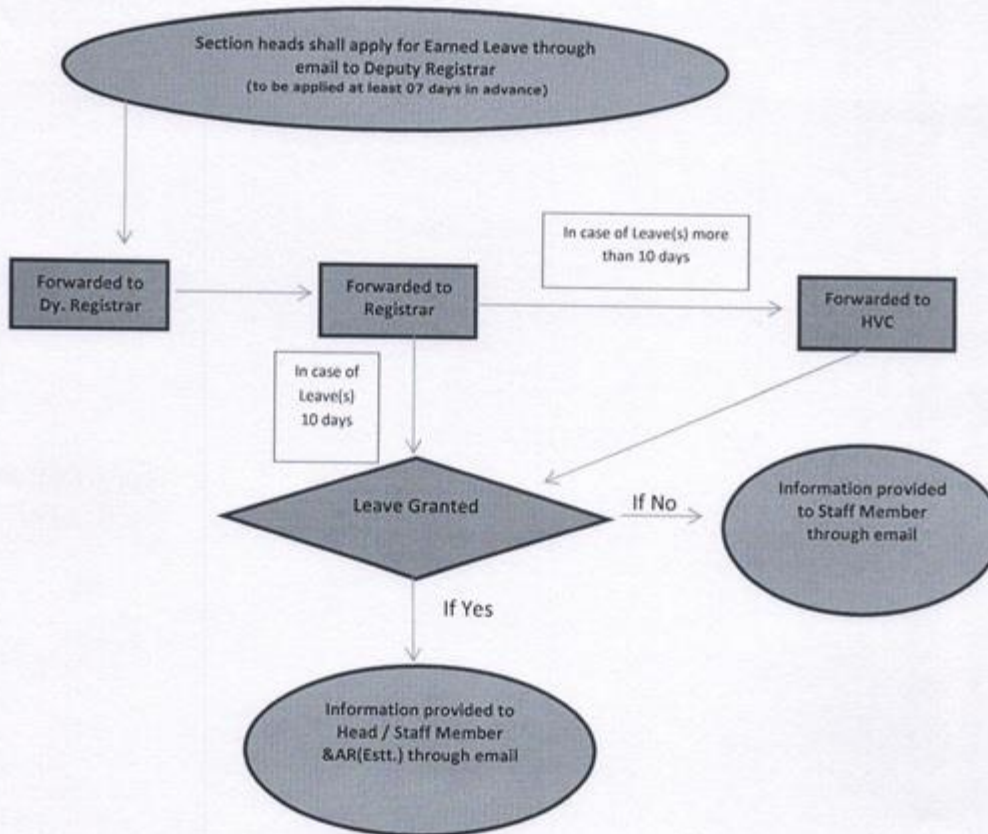 Section heads shall apply for Earned Leave through
email to Deputy Registrar
(to be applied at least 07 days in advance)
In case of Leave(s) more
than 10 days
Forwarded to
Dy. Registrar
Forwarded to
Registrar
Forwarded to
HVC
In case of
Leave(s)
10 days
Leave Granted
If No
Information provided
to Staff Member
through email
If Yes
Information provided to
Head / Staff Member
&AR(Estt.) through email